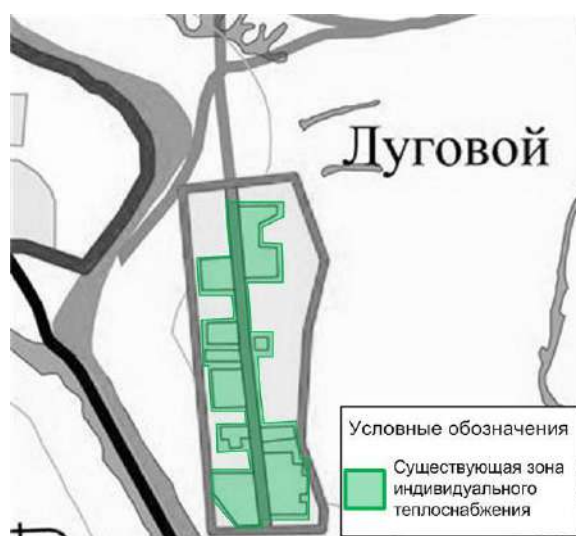 Луговой
Условные обозначения
Существующая зона
индивидуального
теплоснабжения